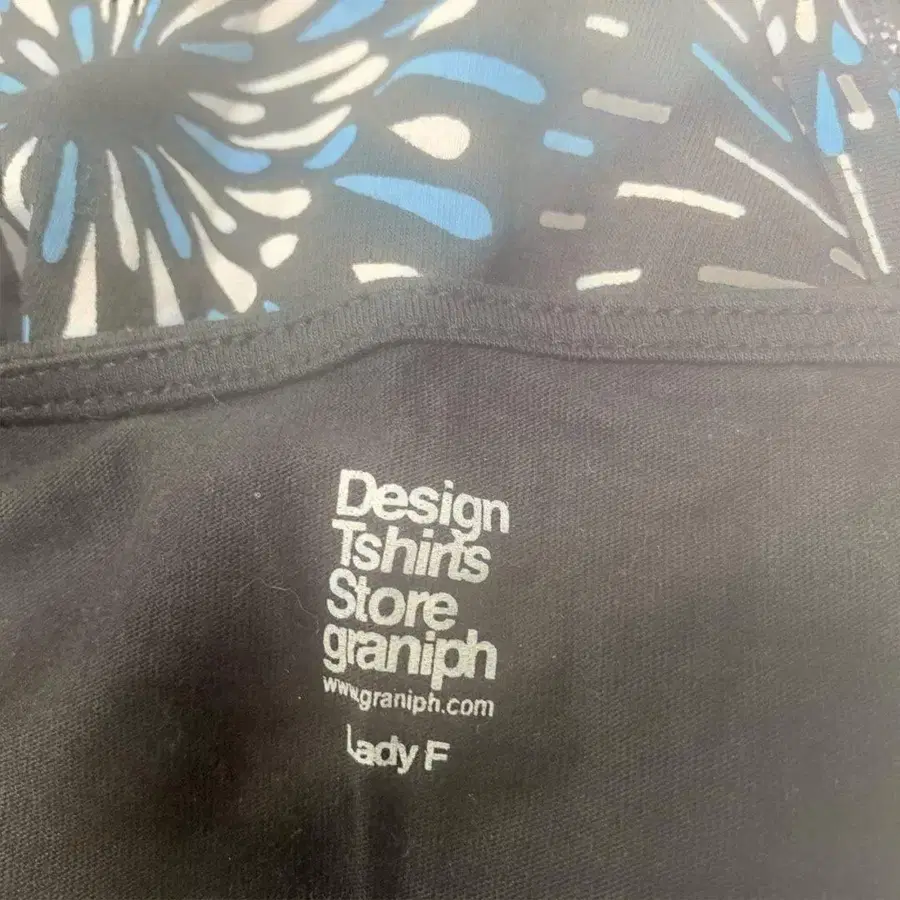 Design
Tshirts
Store
graniph
www.graniph.com
Lady F